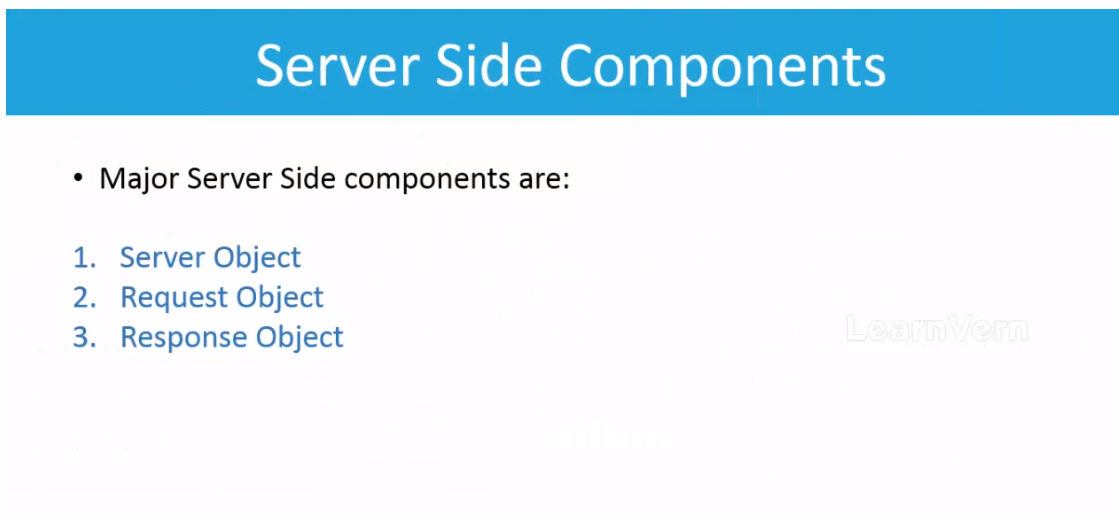 Server Side Components
• Major Server Side components are:
1. Server Object
2. Request Object
3. Response Object
LearnVern